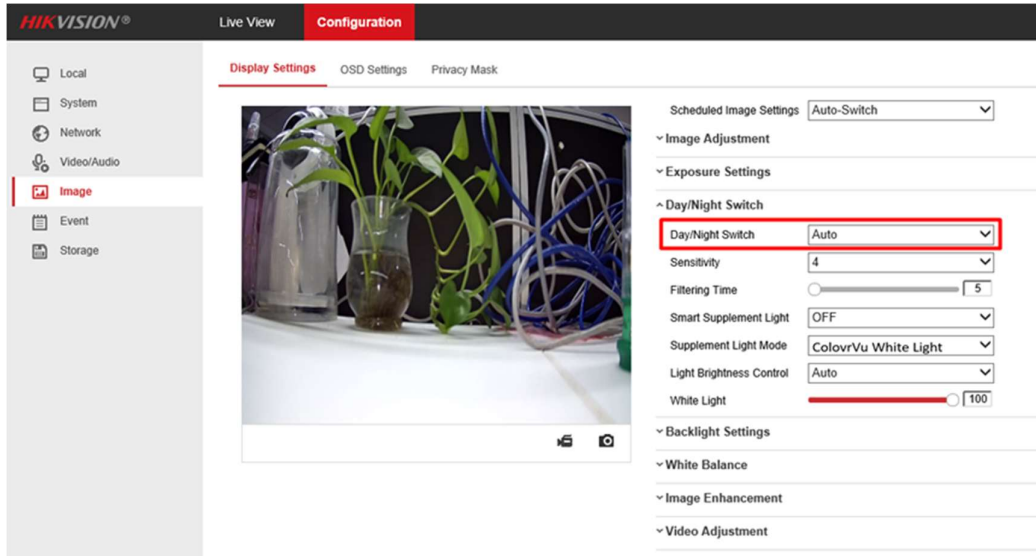 HIKVISION®
Live View
Configuration
Local
System
Network
Video/Audio
Image
Event
Storage
Display Settings
OSD Settings
Privacy Mask
Scheduled Image Settings Auto-Switch
Image Adjustment
Exposure Settings
Day/Night Switch
Day/Night Switch Auto
Sensitivity 4
Filtering Time 5
Smart Supplement Light OFF
Supplement Light Mode ColovrVu White Light
Light Brightness Control Auto
White Light 100
Backlight Settings
White Balance
Image Enhancement
Video Adjustment